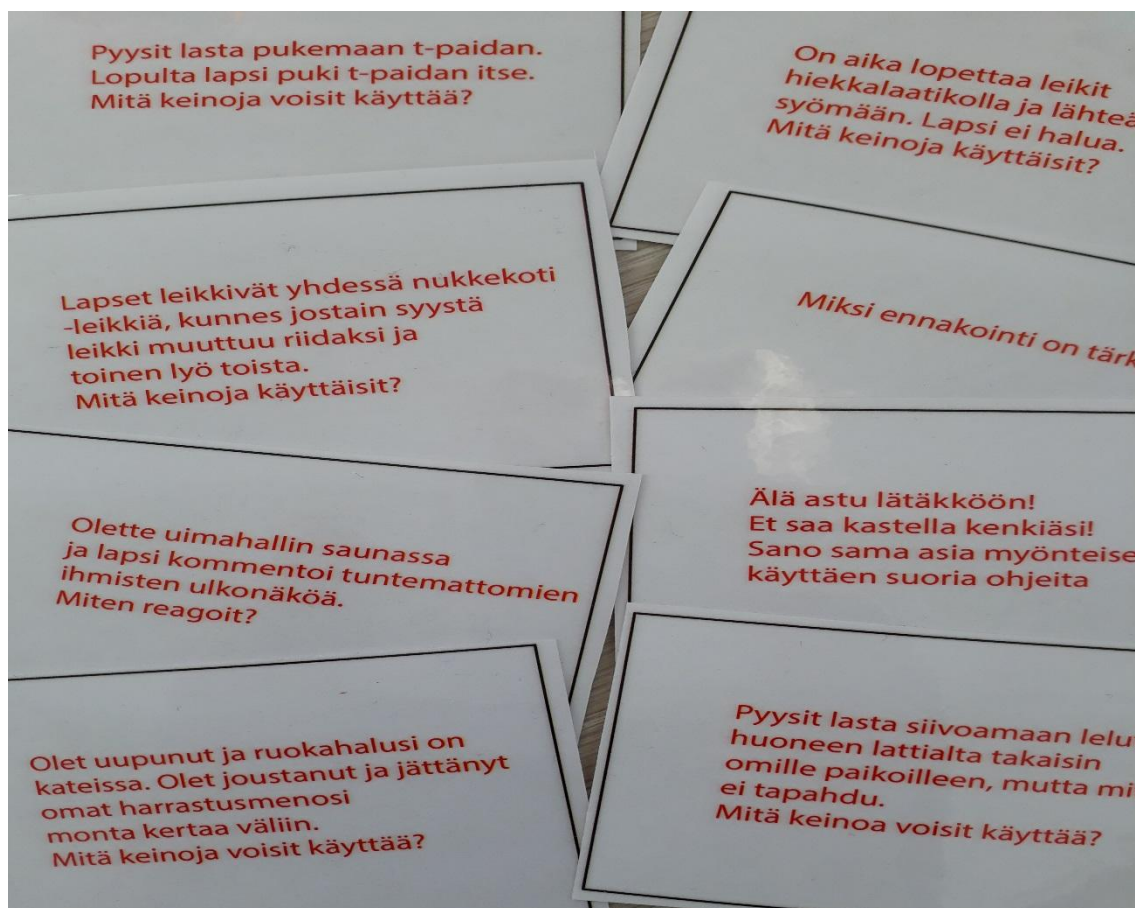 Pyysit lasta pukemaan t-paidan.
Lopulta lapsi puki t-paidan itse.
Mitä keinoja voisit käyttää?
On aika lopettaa leikit
hiekkalaatikolla ja lähteä
syömään. Lapsi ei halua.
Mitä keinoja käyttäisit?
Lapset leikkivät yhdessä nukkekoti
-leikkiä, kunnes jostain syystä
leikki muuttuu riidaksi ja
toinen lyö toista.
Mitä keinoja käyttäisit?
Miksi ennakointi on
Olette uimahallin saunassa
ja lapsi kommentoi tuntemattomien
ihmisten ulkonäköä.
Miten reagoit?
Älä astu lätäkköön!
Et saa kastella kenkiäsi!
Sano sama asia
käyttäen suoria ohjeita
Olet uupunut ja ruokahalusi on
kateissa. Olet joustanut ja jättänyt
omat harrastusmenosi
monta kertaa väliin.
Mitä keinoja voisit käyttää?
Pyysit lasta siivoamaan
huoneen lattialta takaisin
omille paikoilleen, mutta
ei tapahdu.
Mitä keinoa voisit käyttää?